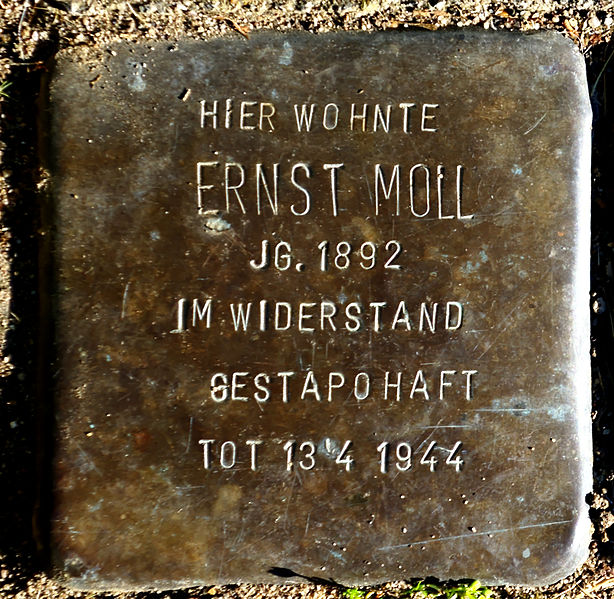 HIER WOHNTE
ERNST MOLL
JG. 1892
IM WIDERSTAND
GESTAPOHAFT
TOT 13 4 1944